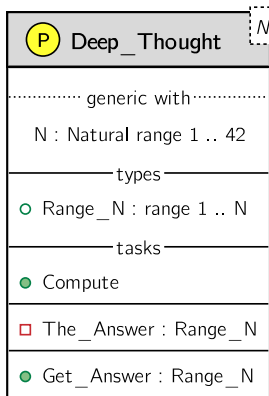 N
P Deep_Thought
generic with
N : Natural range 1 .. 42
types
Range_N : range 1 .. N
tasks
Compute
The_Answer : Range_N
Get_Answer : Range_N